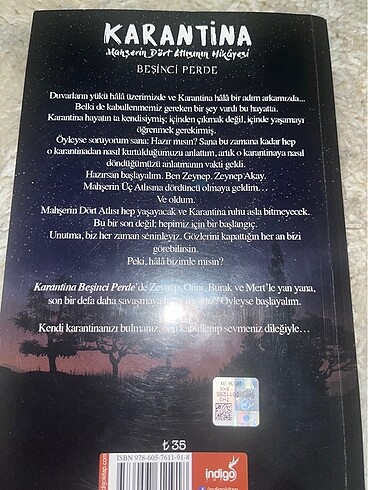 KARANTİNA
Mahşerin Dört Atlısının Hikâyesi
BEŞİNCİ PERDE
Duvarların yükü hâlâ üzerimizde ve Karantina hâlâ bir adım arkamızda...
Belki de kabullenmemiz gereken bir şey vardı bu hayatta.
Karantina hayatın ta kendisiymiş; içinden çıkmak değil, içinde yaşamayı
öğrenmek gerekirmiş.
Öyleyse soruyorum sana: Hazır mısın? Sana bu zamana kadar hep
o karantinadan nasıl kurtulduğumuzu anlattım, artık o karantinaya nasıl
döndüğümüzü anlatmanın vakti geldi.
Hazırsan başlayalım. Ben Zeynep. Zeynep Akay.
Mahşerin Üç Atlısına dördüncü olmaya geldim…
Ve oldum.
Mahşerin Dört Atlısı hep yaşayacak ve Karantina ruhu asla bitmeyecek.
Bu bir son değil; hepimiz için bir başlangıç.
Unutma, biz her zaman seninleyiz. Gözlerini kapattığın her an bizi
görebilirsin.
Peki, hâlâ bizimle misin?
Karantina Beşinci Perde'de Zeynep, Onur, Burak ve Mert'le yan yana,
son bir defa daha savaşmaya Öyleyse başlayalım.
Kendi karantinanızı bulmanız, onu kabullenip sevmeniz dileğiyle…
₺ 35
ISBN 978-605-7611-91-8
indigo
/indigokitap
indigokitap.com